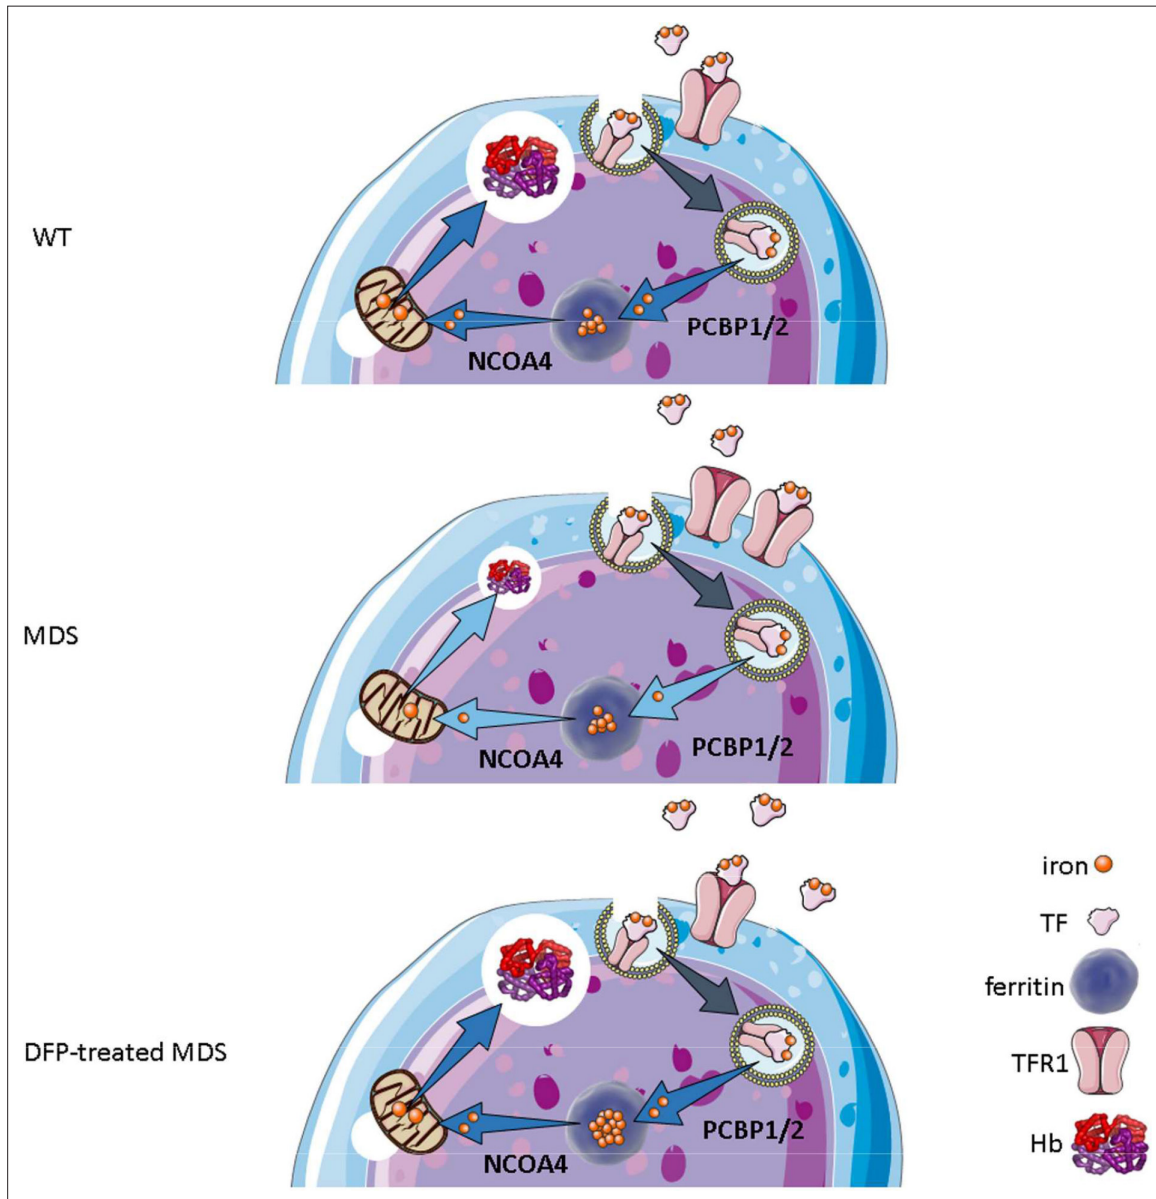 WT
PCBP1/2
NCOA4
MDS
PCBP1/2
NCOA4
iron
TF
ferritin
DFP-treated MDS
TFR1
PCBP1/2
NCOA4
Hb